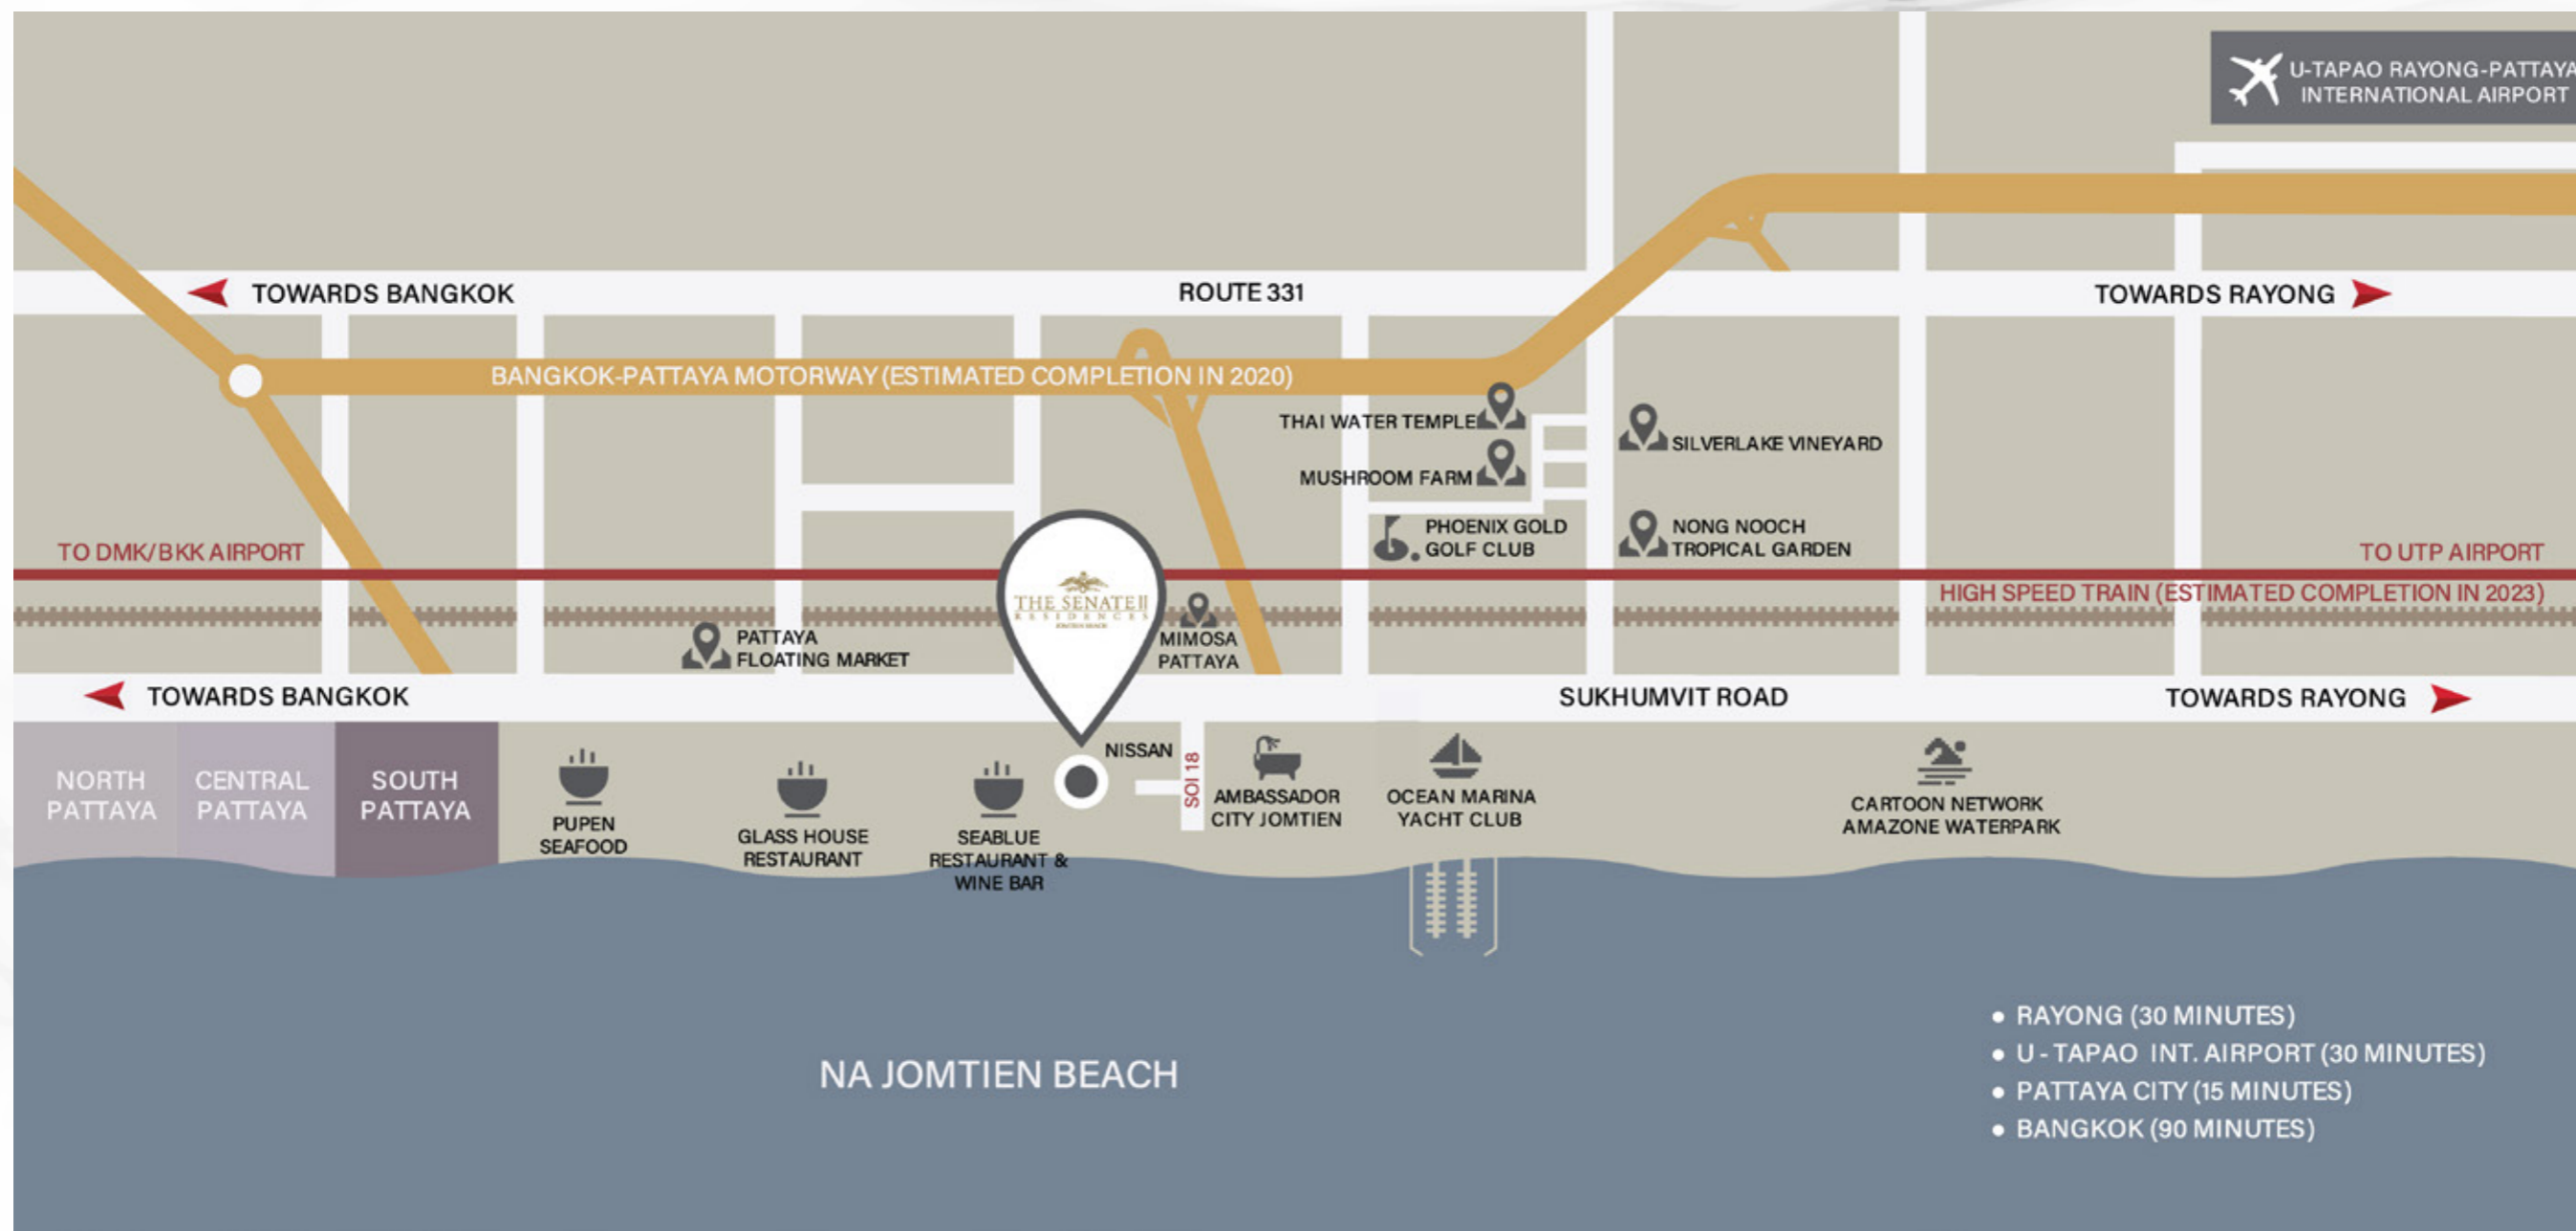 U-TAPAO RAYONG-PATTAYA
INTERNATIONAL AIRPORT
TOWARDS BANGKOK
ROUTE 331
TOWARDS RAYONG
BANGKOK-PATTAYA MOTORWAY (ESTIMATED COMPLETION IN 2020)
THAI WATER TEMPLE
SILVERLAKE VINEYARD
MUSHROOM FARM
PHOENIX GOLD
GOLF CLUB
NONG NOOCH
TROPICAL GARDEN
TO DMK/BKK AIRPORT
TO UTP AIRPORT
HIGH SPEED TRAIN (ESTIMATED COMPLETION IN 2023)
THE SENATE II
RESIDENCES
JOMTIEN BEACH
PATTAYA
FLOATING MARKET
MIMOSA
PATTAYA
TOWARDS BANGKOK
SUKHUMVIT ROAD
TOWARDS RAYONG
NORTH
PATTAYA
CENTRAL
PATTAYA
SOUTH
PATTAYA
PUPEN
SEAFOOD
GLASS HOUSE
RESTAURANT
SEABLUE
RESTAURANT &
WINE BAR
NISSAN
SOI 18
AMBASSADOR
CITY JOMTIEN
OCEAN MARINA
YACHT CLUB
CARTOON NETWORK
AMAZONE WATERPARK
NA JOMTIEN BEACH
• RAYONG (30 MINUTES)
• U - TAPAO INT. AIRPORT (30 MINUTES)
• PATTAYA CITY (15 MINUTES)
• BANGKOK (90 MINUTES)